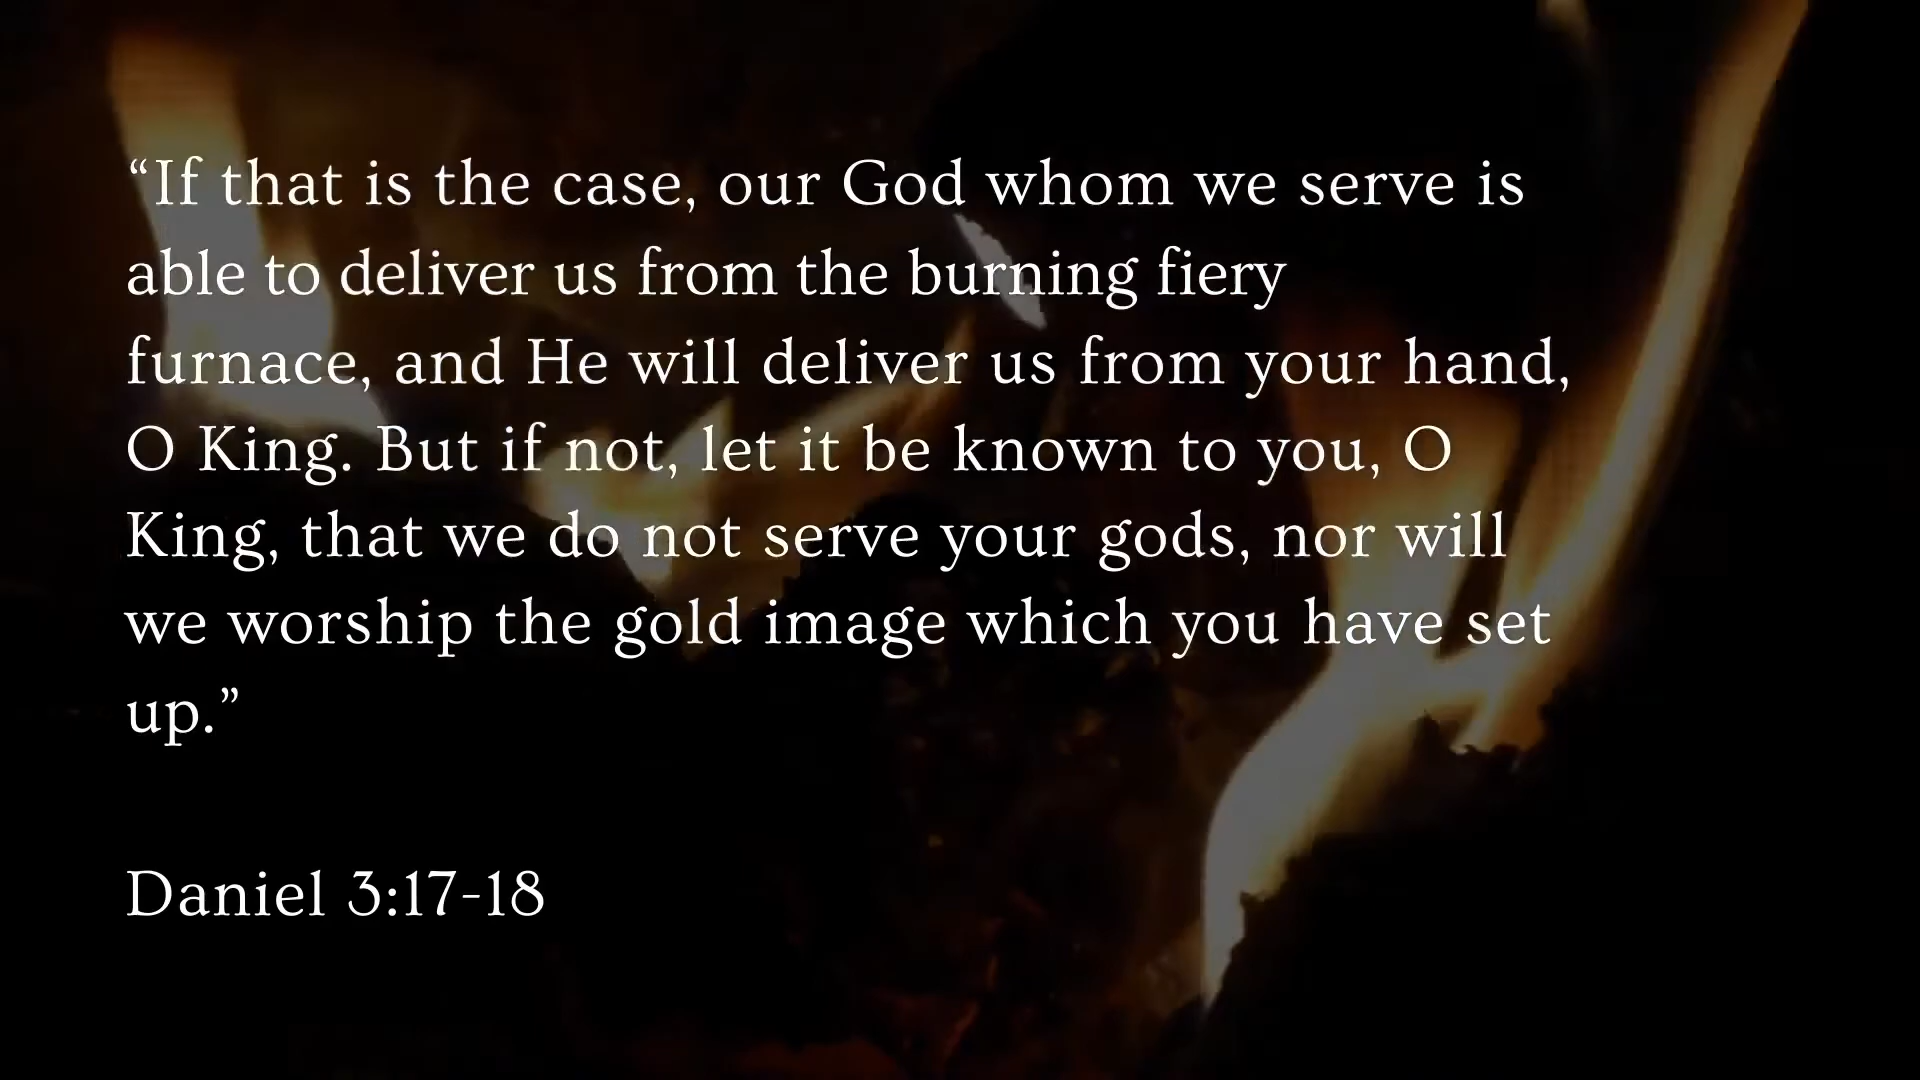 “If that is the case, our God whom we serve is
able to deliver us from the burning fiery
furnace, and He will deliver us from your hand,
O King. But if not, let it be known to you, O
King, that we do not serve your gods, nor will
we worship the gold image which you have set
up.”
Daniel 3:17-18